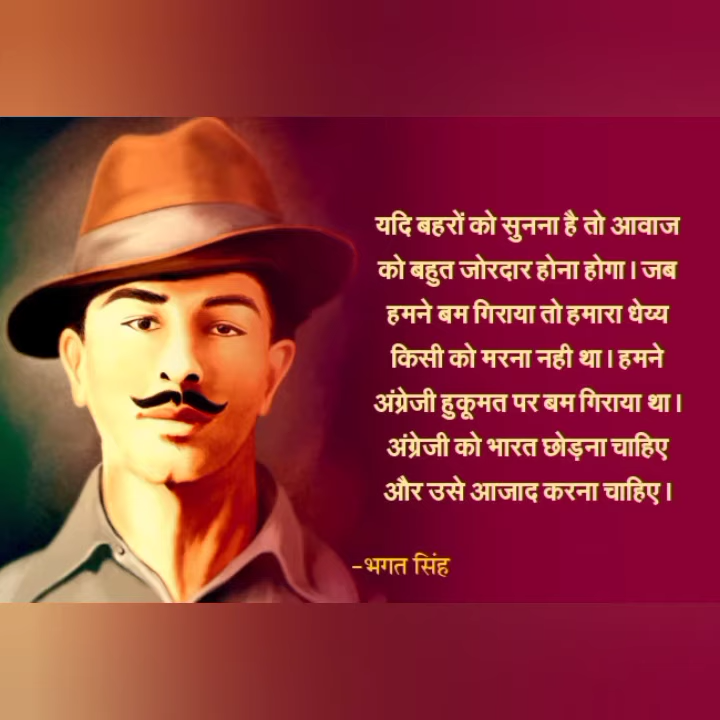 यदि बहरों को सुनना है तो आवाज
को बहुत जोरदार होना होगा। जब
हमने बम गिराया तो हमारा धेय्य
किसी को मरना नही था। हमने
अंग्रेजी हुकूमत पर बम गिराया था।
अंग्रेजी को भारत छोड़ना चाहिए
और उसे आजाद करना चाहिए।
-भगत सिंह